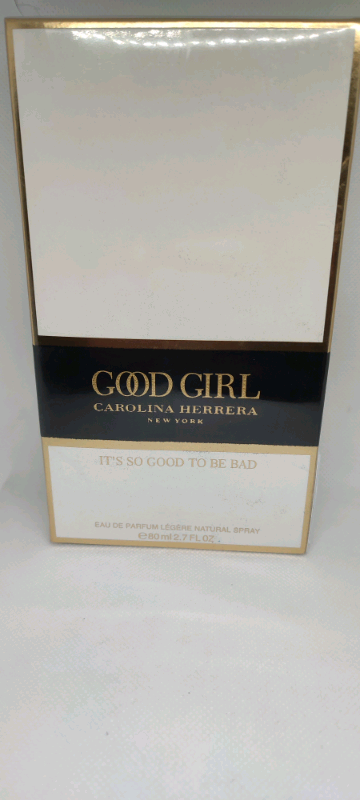 GOOD GIRL
CAROLINA HERRERA
NEW YORK
IT'S SO GOOD TO BE BAD
EAU DE PARFUM LÉGÈRE NATURAL SPRAY
℮80 ml 2.7 FL OZ.